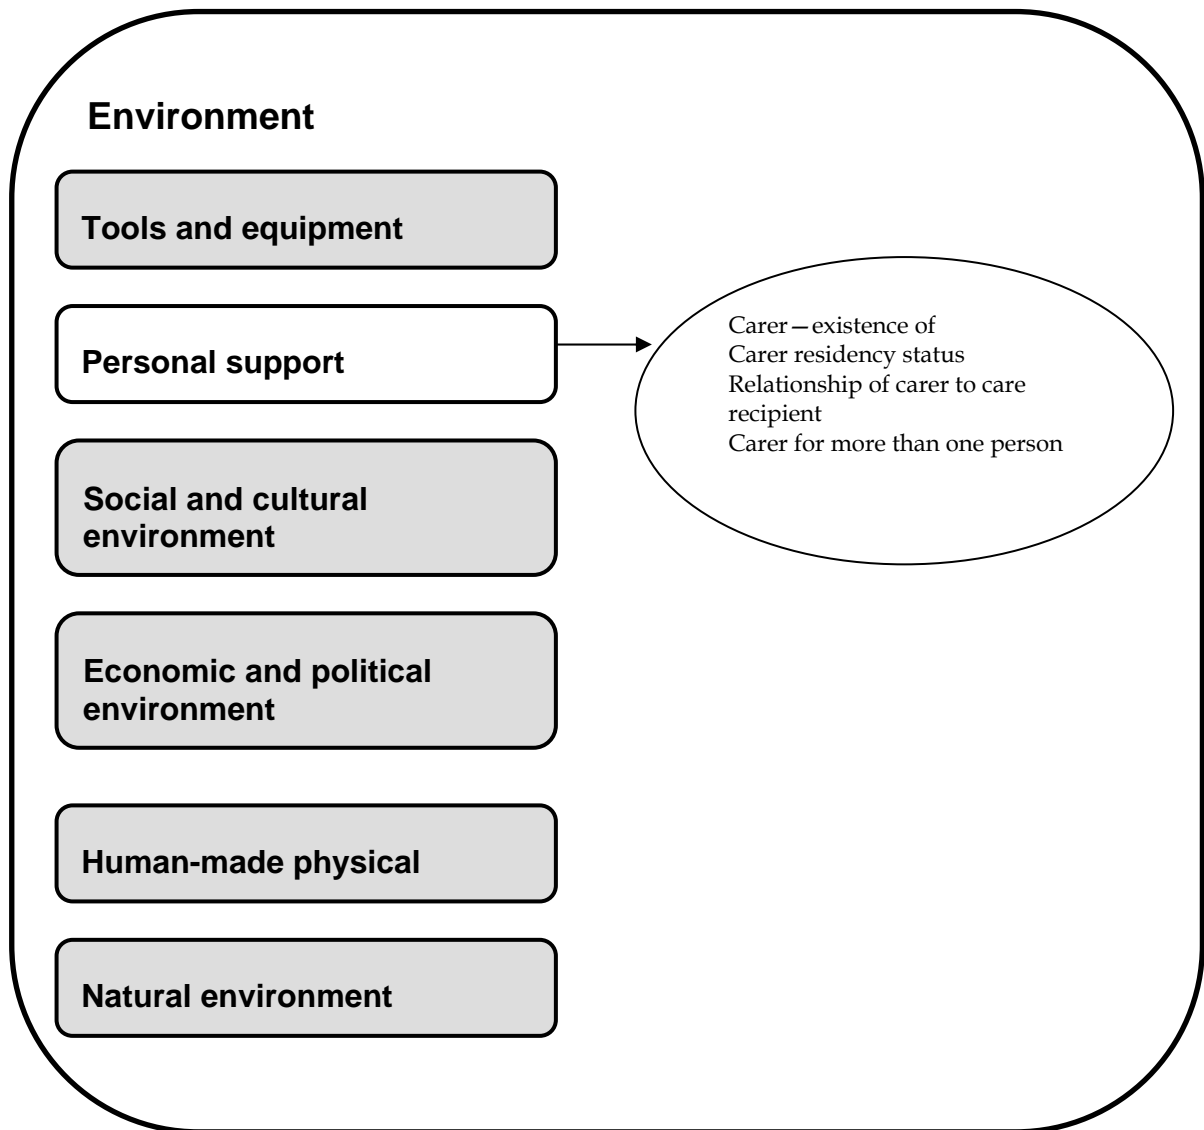 Environment
Tools and equipment
Personal support
Carer—existence of
Carer residency status
Relationship of carer to care
recipient
Carer for more than one person
Social and cultural
environment
Economic and political
environment
Human-made physical
Natural environment